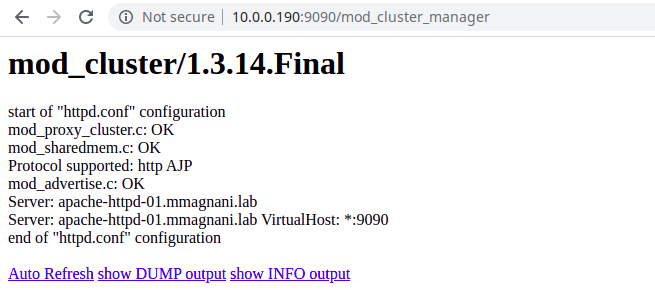 Not secure | 10.0.0.190:9090/mod_cluster_manager
mod_cluster/1.3.14.Final
start of "httpd.conf" configuration
mod_proxy_cluster.c: OK
mod_sharedmem.c: OK
Protocol supported: http AJP
mod_advertise.c: OK
Server: apache-httpd-01.mmagnani.lab
Server: apache-httpd-01.mmagnani.lab VirtualHost: *:9090
end of "httpd.conf" configuration
Auto Refresh show DUMP output show INFO output